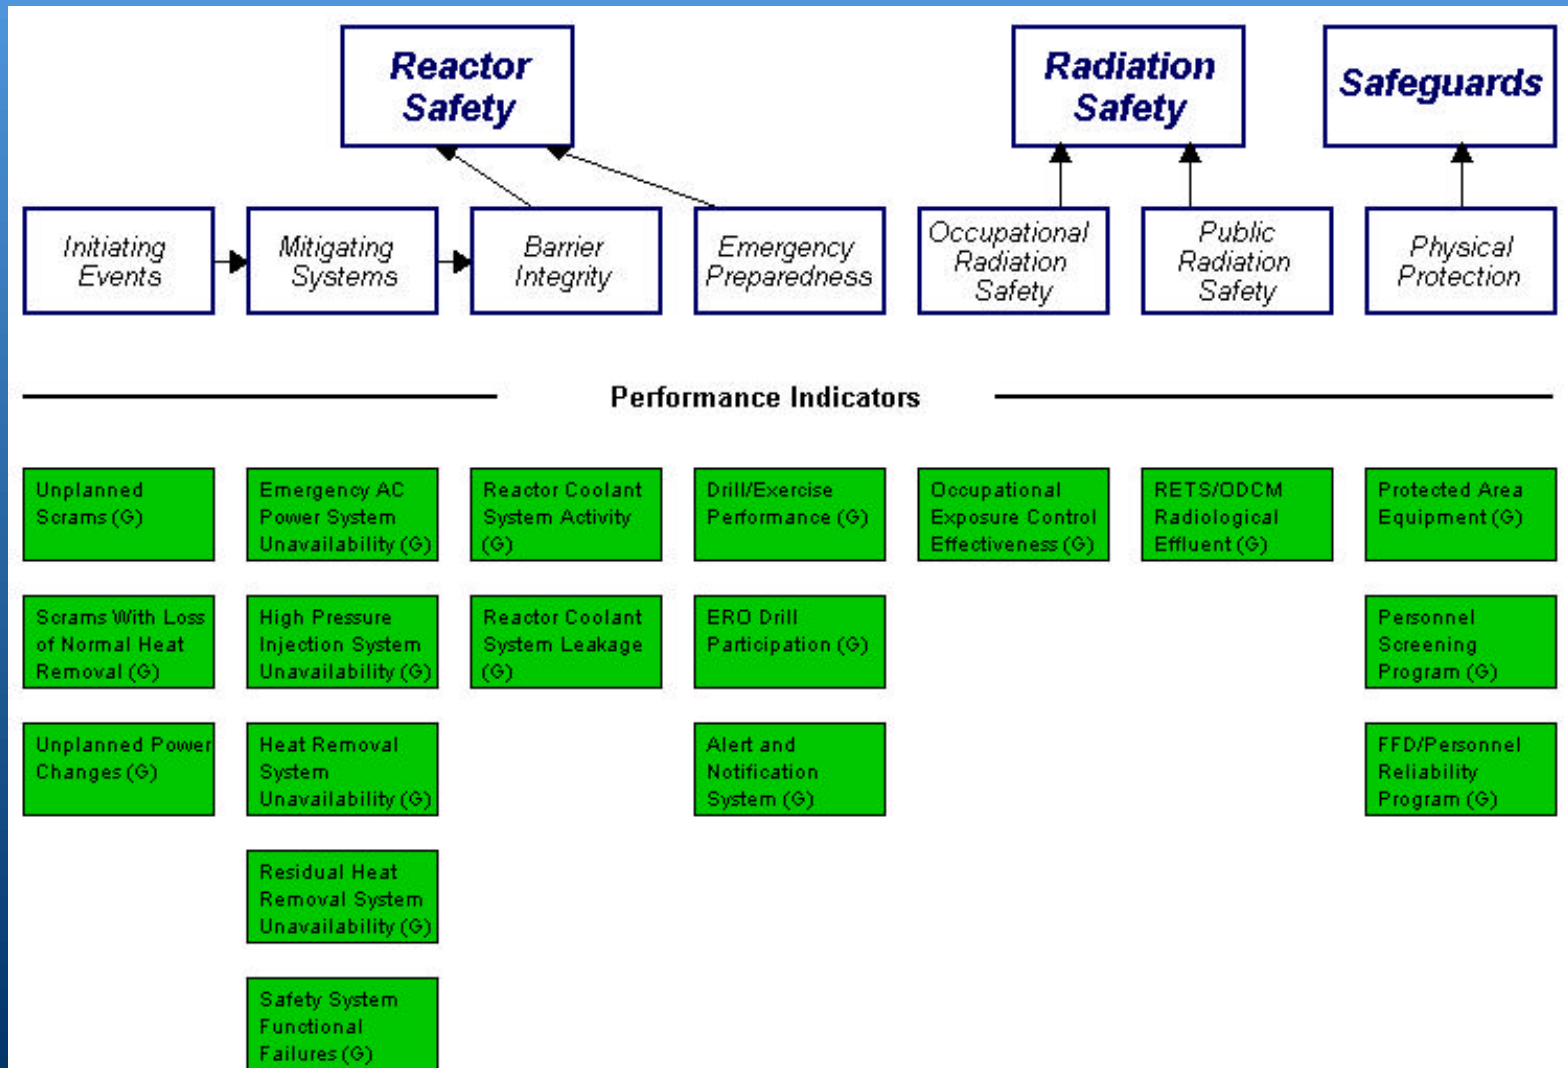 Reactor
Safety
Radiation
Safety
Safeguards
Initiating
Events
Mitigating
Systems
Barrier
Integrity
Emergency
Preparedness
Occupational
Radiation
Safety
Public
Radiation
Safety
Physical
Protection
Performance Indicators
Unplanned
Scrams (G)
Emergency AC
Power System
Unavailability (G)
Reactor Coolant
System Activity
(G)
Drill/Exercise
Performance (G)
Occupational
Exposure Control
Effectiveness (G)
RETS/ODCM
Radiological
Effluent (G)
Protected Area
Equipment (G)
Scrams With Loss
of Normal Heat
Removal (G)
High Pressure
Injection System
Unavailability (G)
Reactor Coolant
System Leakage
(G)
ERO Drill
Participation (G)
Personnel
Screening
Program (G)
Unplanned Power
Changes (G)
Heat Removal
System
Unavailability (G)
Alert and
Notification
System (G)
FFD/Personnel
Reliability
Program (G)
Residual Heat
Removal System
Unavailability (G)
Safety System
Functional
Failures (G)